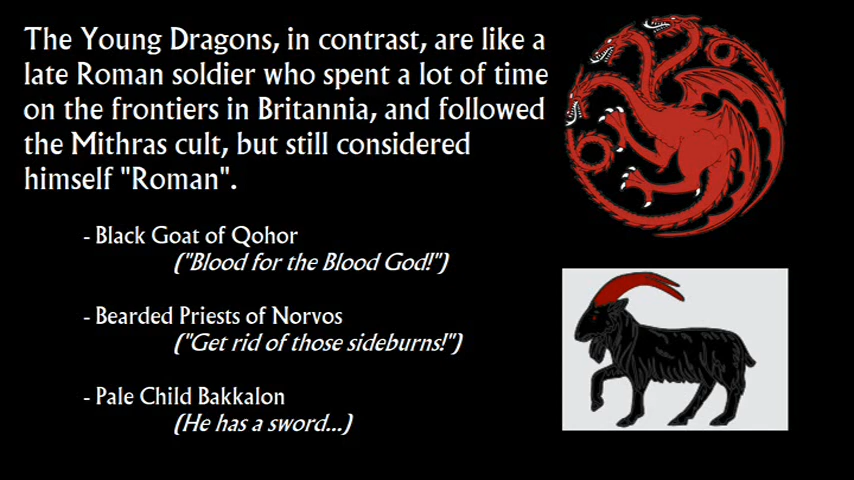 The Young Dragons, in contrast, are like a
late Roman soldier who spent a lot of time
on the frontiers in Britannia, and followed
the Mithras cult, but still considered
himself "Roman".
- Black Goat of Qohor
("Blood for the Blood God!")
- Bearded Priests of Norvos
("Get rid of those sideburns!")
- Pale Child Bakkalon
(He has a sword...)